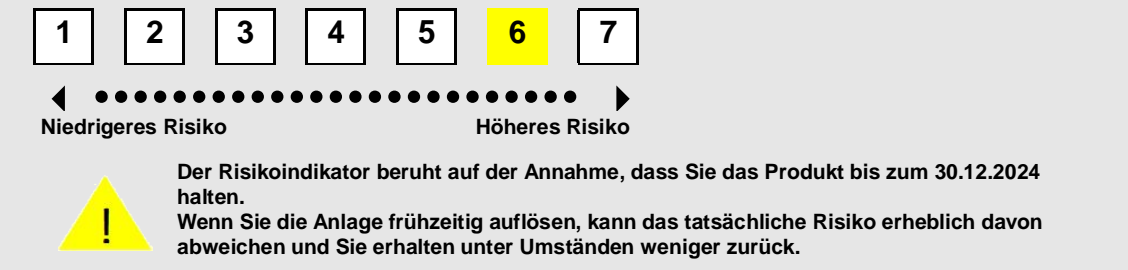 1 2 3 4 5 6 7
Niedrigeres Risiko Höheres Risiko
Der Risikoindikator beruht auf der Annahme, dass Sie das Produkt bis zum 30.12.2024
halten.
Wenn Sie die Anlage frühzeitig auflösen, kann das tatsächliche Risiko erheblich davon
abweichen und Sie erhalten unter Umständen weniger zurück.
!